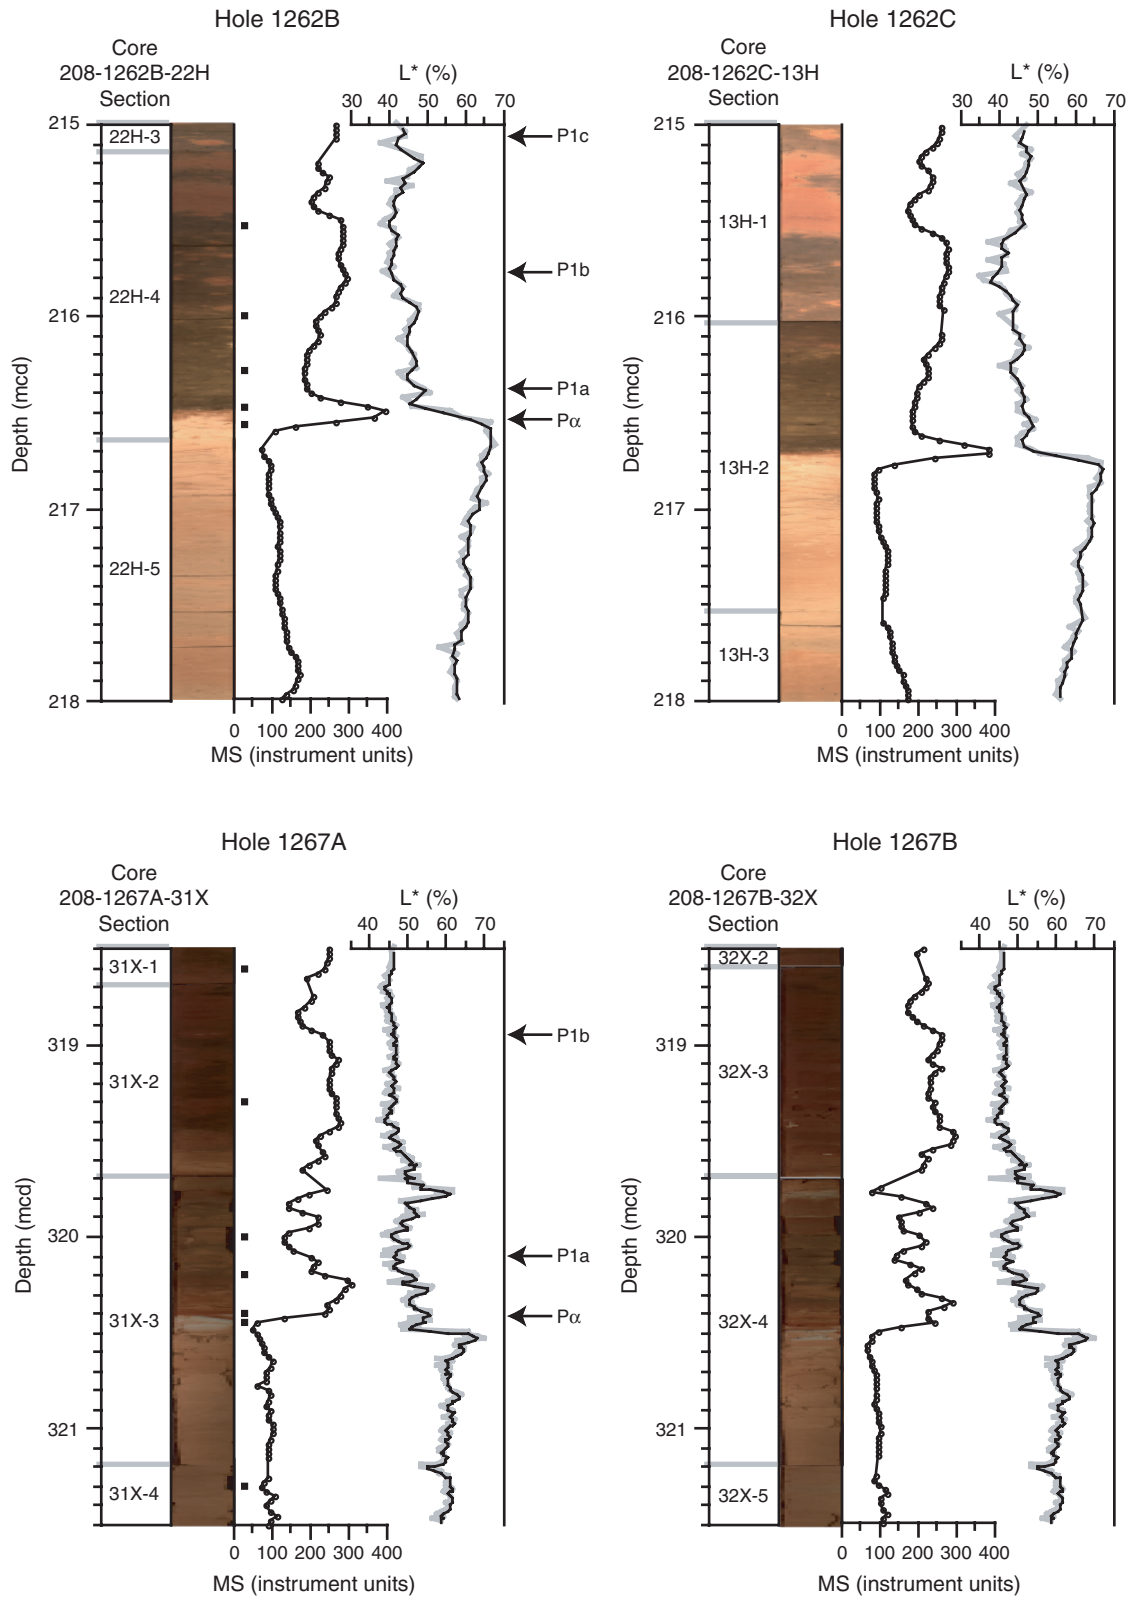 Hole 1262B
Core
208-1262B-22H
Section
L* (%)
30 40 50 60 70
215
216
217
218
Depth (mcd)
22H-3
22H-4
22H-5
P1c
P1b
P1a
Pα
0 100 200 300 400
MS (instrument units)
Hole 1262C
Core
208-1262C-13H
Section
L* (%)
30 40 50 60 70
215
216
217
218
Depth (mcd)
13H-1
13H-2
13H-3
0 100 200 300 400
MS (instrument units)
Hole 1267A
Core
208-1267A-31X
Section
L* (%)
40 50 60 70
319
320
321
Depth (mcd)
31X-1
31X-2
31X-3
31X-4
P1b
P1a
Pα
0 100 200 300 400
MS (instrument units)
Hole 1267B
Core
208-1267B-32X
Section
L* (%)
40 50 60 70
319
320
321
Depth (mcd)
32X-2
32X-3
32X-4
32X-5
0 100 200 300 400
MS (instrument units)